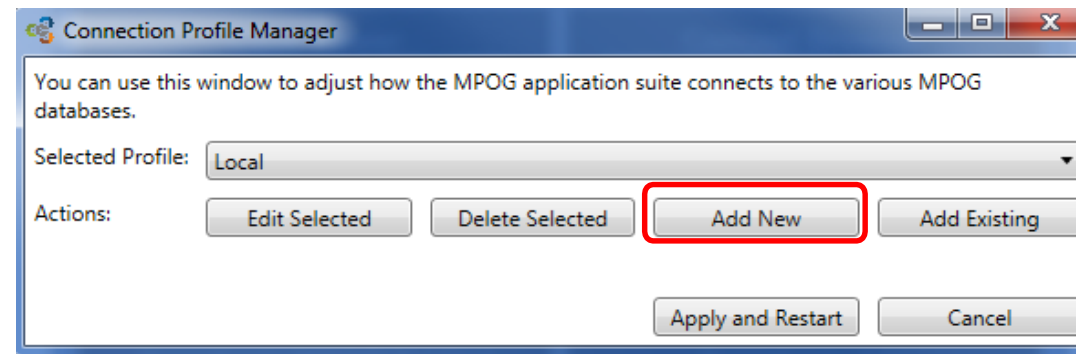 Connection Profile Manager
You can use this window to adjust how the MPOG application suite connects to the various MPOG
databases.
Selected Profile: Local
Actions: Edit Selected Delete Selected Add New Add Existing
Apply and Restart Cancel